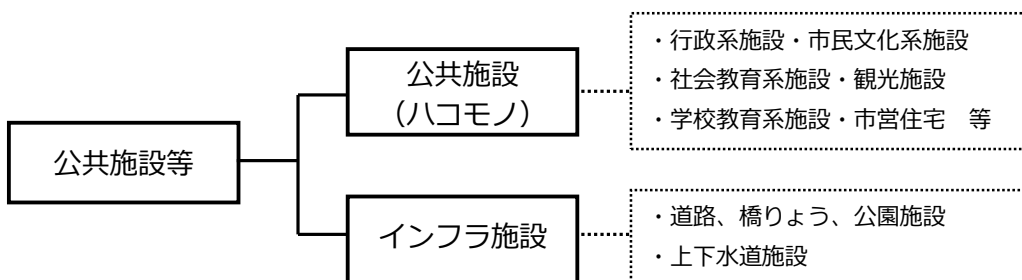 公共施設等
公共施設
（ハコモノ）
・行政系施設・市民文化系施設
・社会教育系施設・観光施設
・学校教育系施設・市営住宅　等
インフラ施設
・道路、橋りょう、公園施設
・上下水道施設